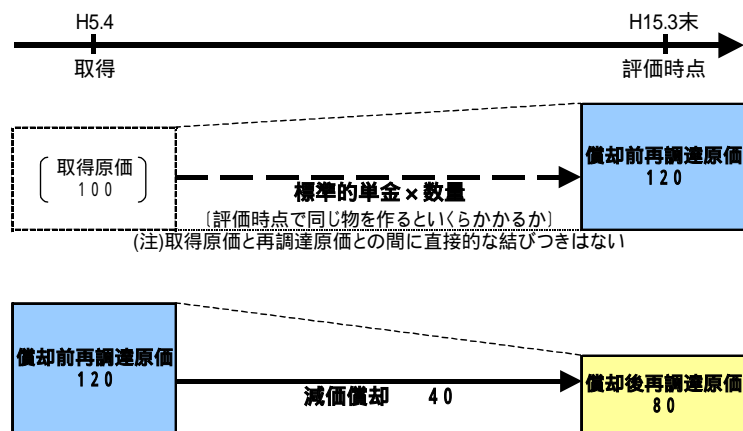 H5.4
H15.3末
取得
評価時点
取得原価
100
償却前再調達原価
120
標準的単金×数量
[評価時点で同じ物を作るといくらかかるか]
(注)取得原価と再調達原価との間に直接的な結びつきはない
償却前再調達原価
120
減価償却 40
償却後再調達原価
80